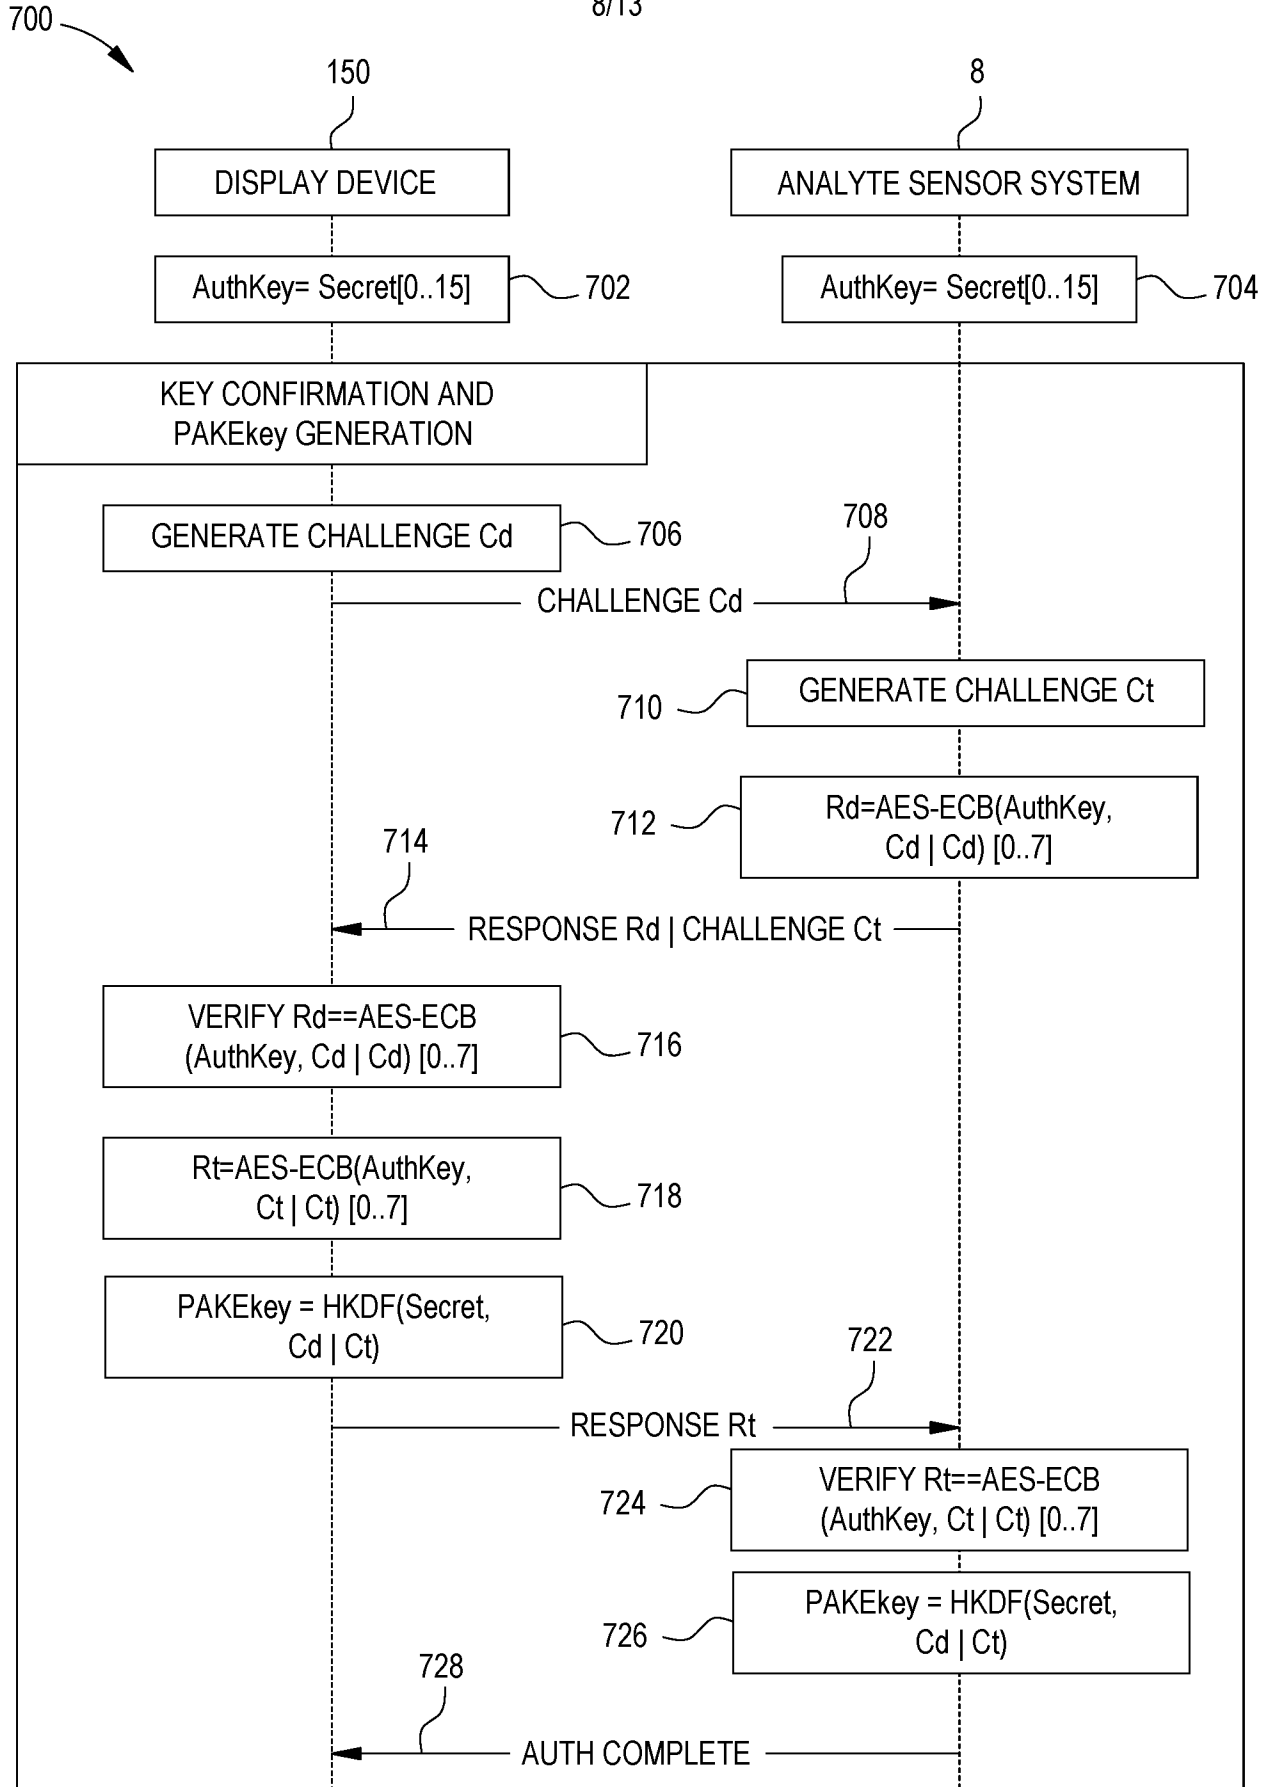 8/13
700
150
8
DISPLAY DEVICE
ANALYTE SENSOR SYSTEM
AuthKey= Secret[0..15]
702
AuthKey= Secret[0..15]
704
KEY CONFIRMATION AND
PAKEkey GENERATION
GENERATE CHALLENGE Cd
706
708
CHALLENGE Cd
710
GENERATE CHALLENGE Ct
712
Rd=AES-ECB(AuthKey,
Cd | Cd) [0..7]
714
RESPONSE Rd | CHALLENGE Ct
VERIFY Rd==AES-ECB
(AuthKey, Cd | Cd) [0..7]
716
Rt=AES-ECB(AuthKey,
Ct | Ct) [0..7]
718
PAKEkey = HKDF(Secret,
Cd | Ct)
720
722
RESPONSE Rt
724
VERIFY Rt==AES-ECB
(AuthKey, Ct | Ct) [0..7]
726
PAKEkey = HKDF(Secret,
Cd | Ct)
728
AUTH COMPLETE